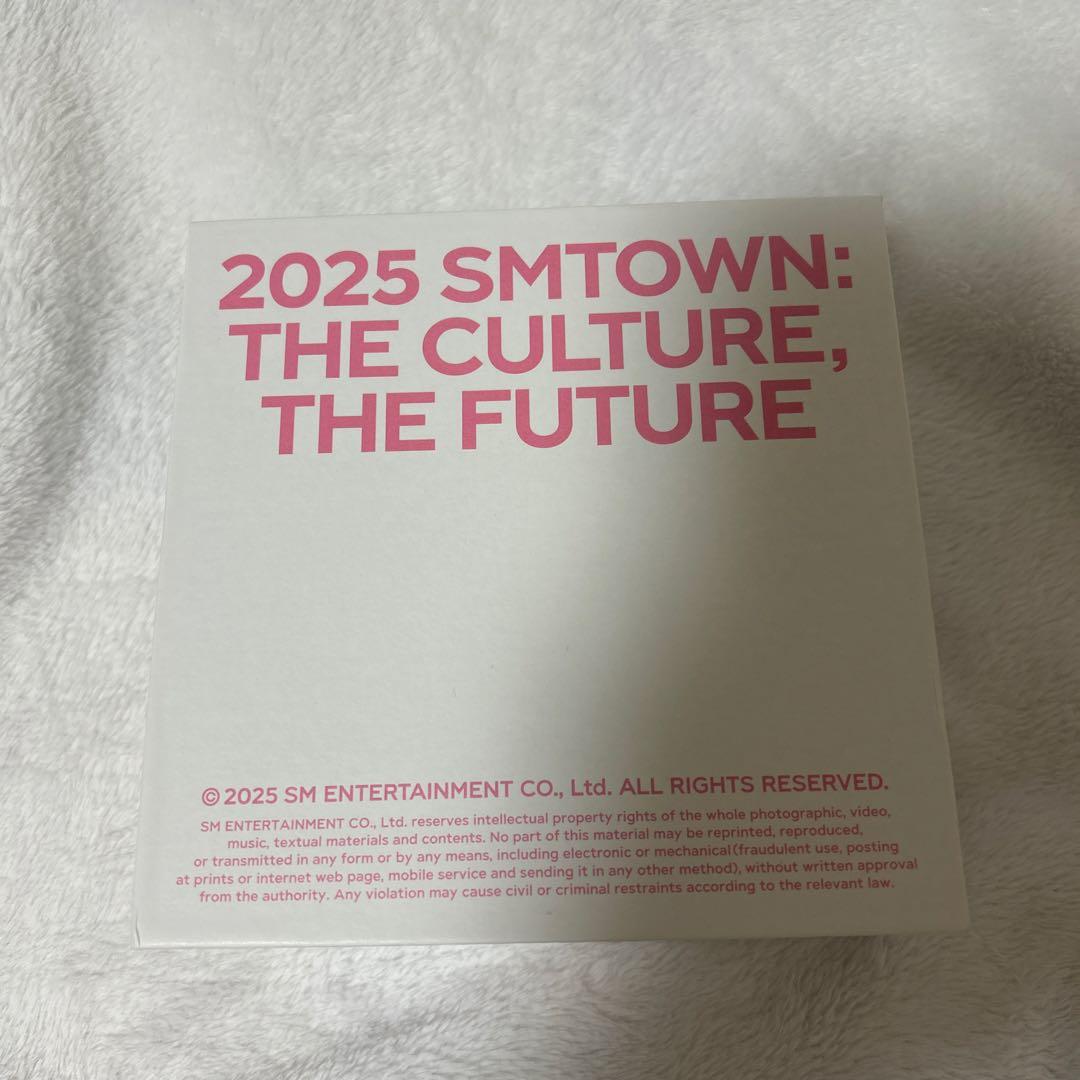 2025 SMTOWN:
THE CULTURE,
THE FUTURE
© 2025 SM ENTERTAINMENT CO., Ltd. ALL RIGHTS RESERVED.
SM ENTERTAINMENT CO., Ltd. reserves intellectual property rights of the whole photographic, video,
music, textual materials and contents. No part of this material may be reprinted, reproduced,
or transmitted in any form or by any means, including electronic or mechanical(fraudulent use, posting
at prints or internet web page, mobile service and sending it in any other method), without written approval
from the authority. Any violation may cause civil or criminal restraints according to the relevant law.